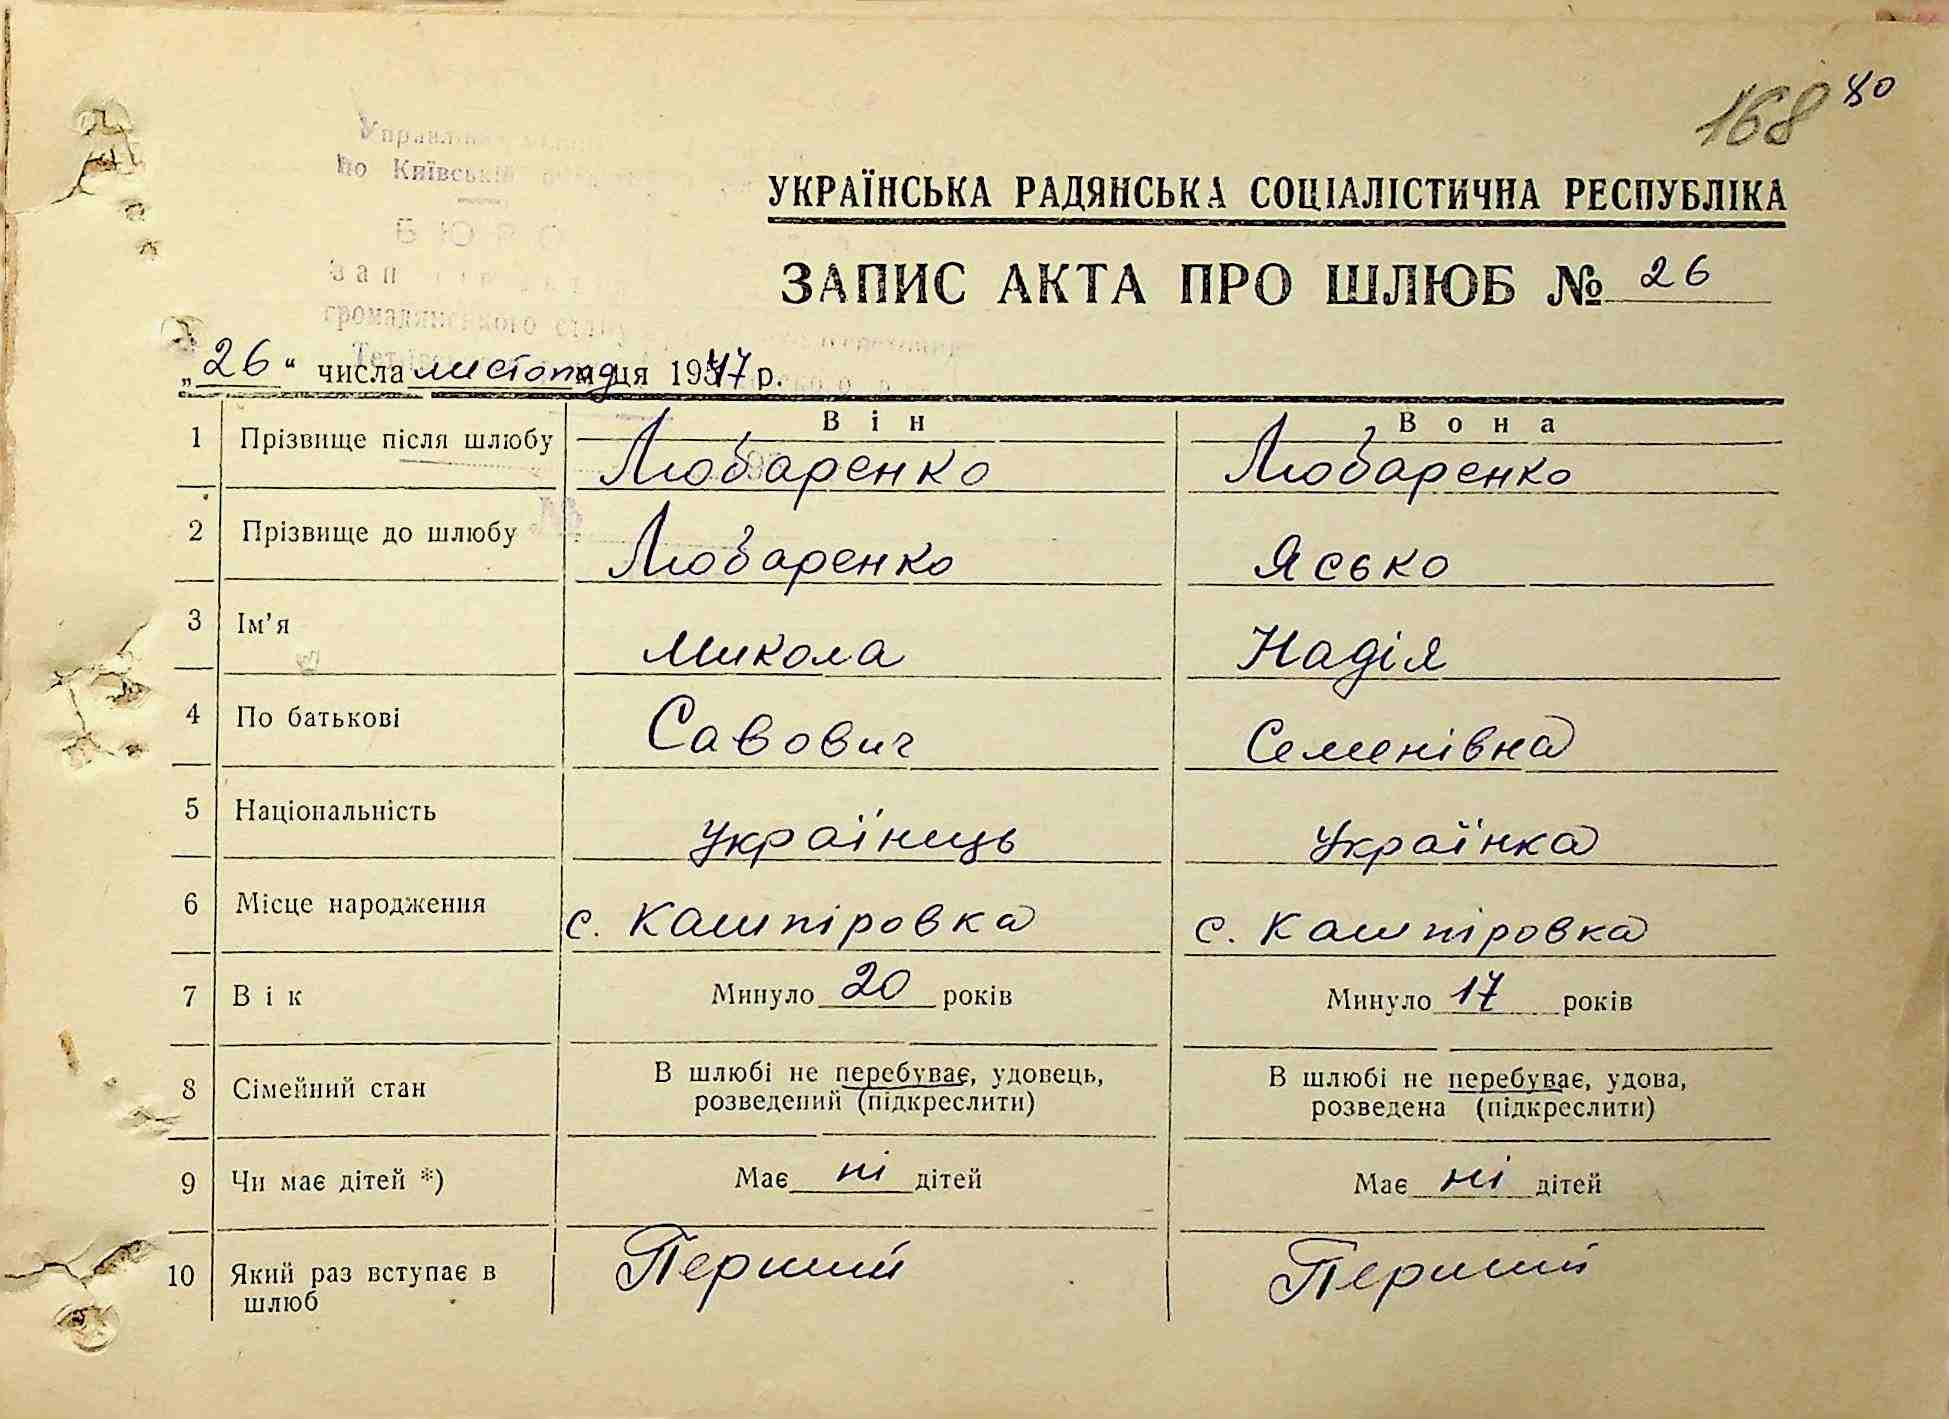 168 80
по Київській
БЮРО
громадянського стану
УКРАЇНСЬКА РАДЯНСЬКА СОЦІАЛІСТИЧНА РЕСПУБЛІКА
ЗАПИС АКТА ПРО ШЛЮБ № 26
„26“ числа листопад м-ця 1947 р.
Він Вона
1 Прізвище після шлюбу Любаренко Любаренко
2 Прізвище до шлюбу Любаренко Ясько
3 Ім’я Микола Надія
4 По батькові Савович Семенівна
5 Національність Українець Українка
6 Місце народження с. Кашпіровка с. Кашпіровка
7 Вік Минуло 20 років Минуло 17 років
8 Сімейний стан В шлюбі не перебуває, удовець, В шлюбі не перебуває, удова,
розведений (підкреслити) розведена (підкреслити)
9 Чи має дітей *) Має ні дітей Має ні дітей
10 Який раз вступає в Перший Перший
шлюб